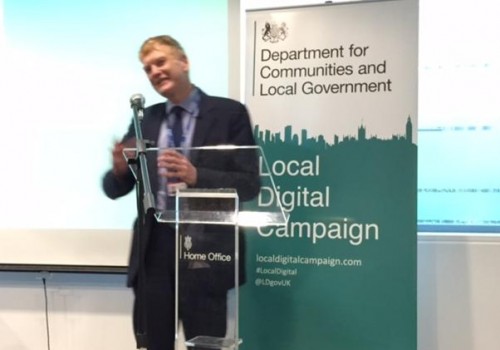 Department for
Communities and
Local Government
Local
Digital
Campaign
localdigitalcampaign.com
#LocalDigital
@LDgovUK
Home Office